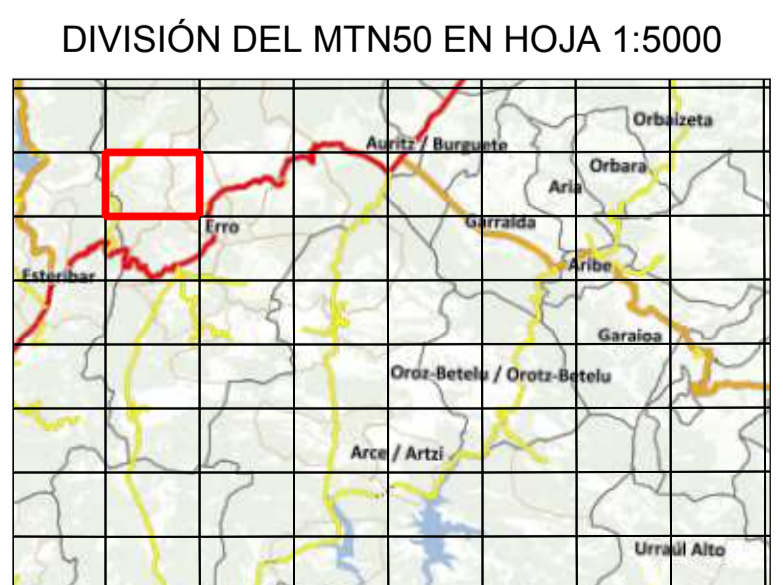 DIVISIÓN DEL MTN50 EN HOJA 1:5000
Orbaizeta
Auritz / Burguete
Orbara
Aria
Garralda
Erro
Aribe
Esteribar
Garaioa
Oroz-Betelu / Orotz-Betelu
Arce / Artzi
Urraúl Alto